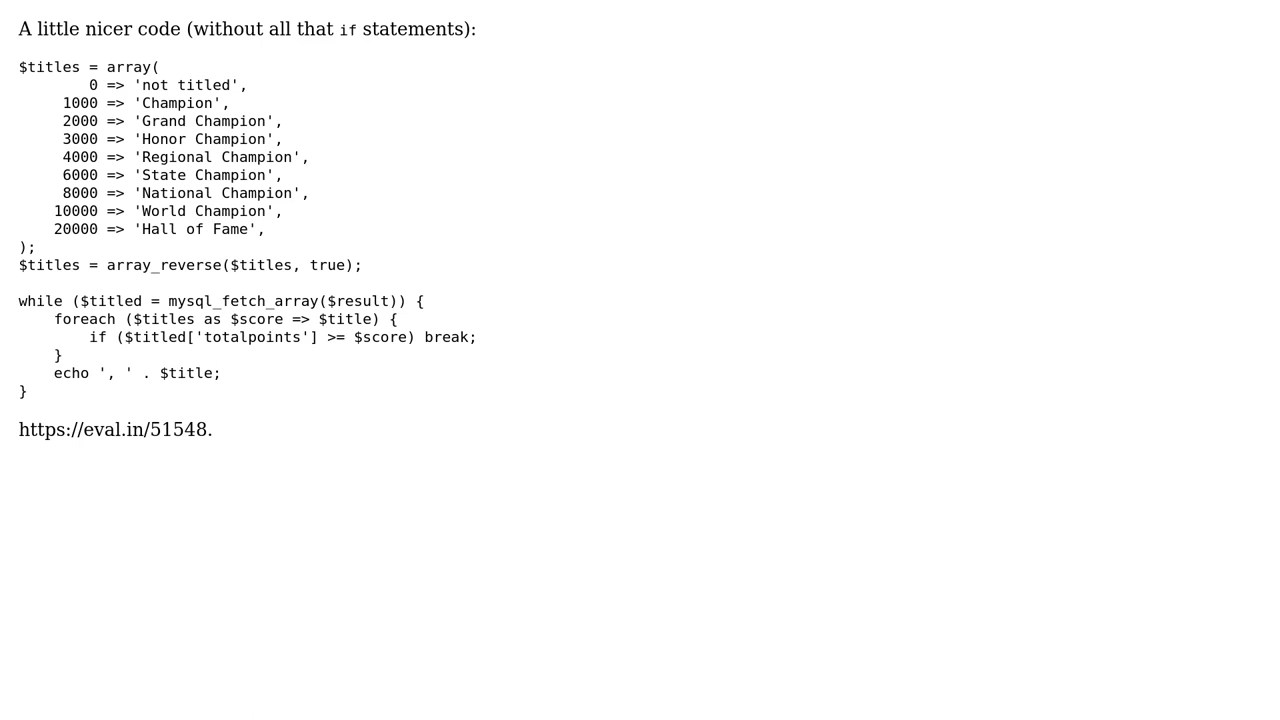 A little nicer code (without all that if statements):
$titles = array(
        0 => 'not titled',
     1000 => 'Champion',
     2000 => 'Grand Champion',
     3000 => 'Honor Champion',
     4000 => 'Regional Champion',
     6000 => 'State Champion',
     8000 => 'National Champion',
    10000 => 'World Champion',
    20000 => 'Hall of Fame',
);
$titles = array_reverse($titles, true);

while ($titled = mysql_fetch_array($result)) {
    foreach ($titles as $score => $title) {
        if ($titled['totalpoints'] >= $score) break;
    }
    echo ', ' . $title;
}
https://eval.in/51548.